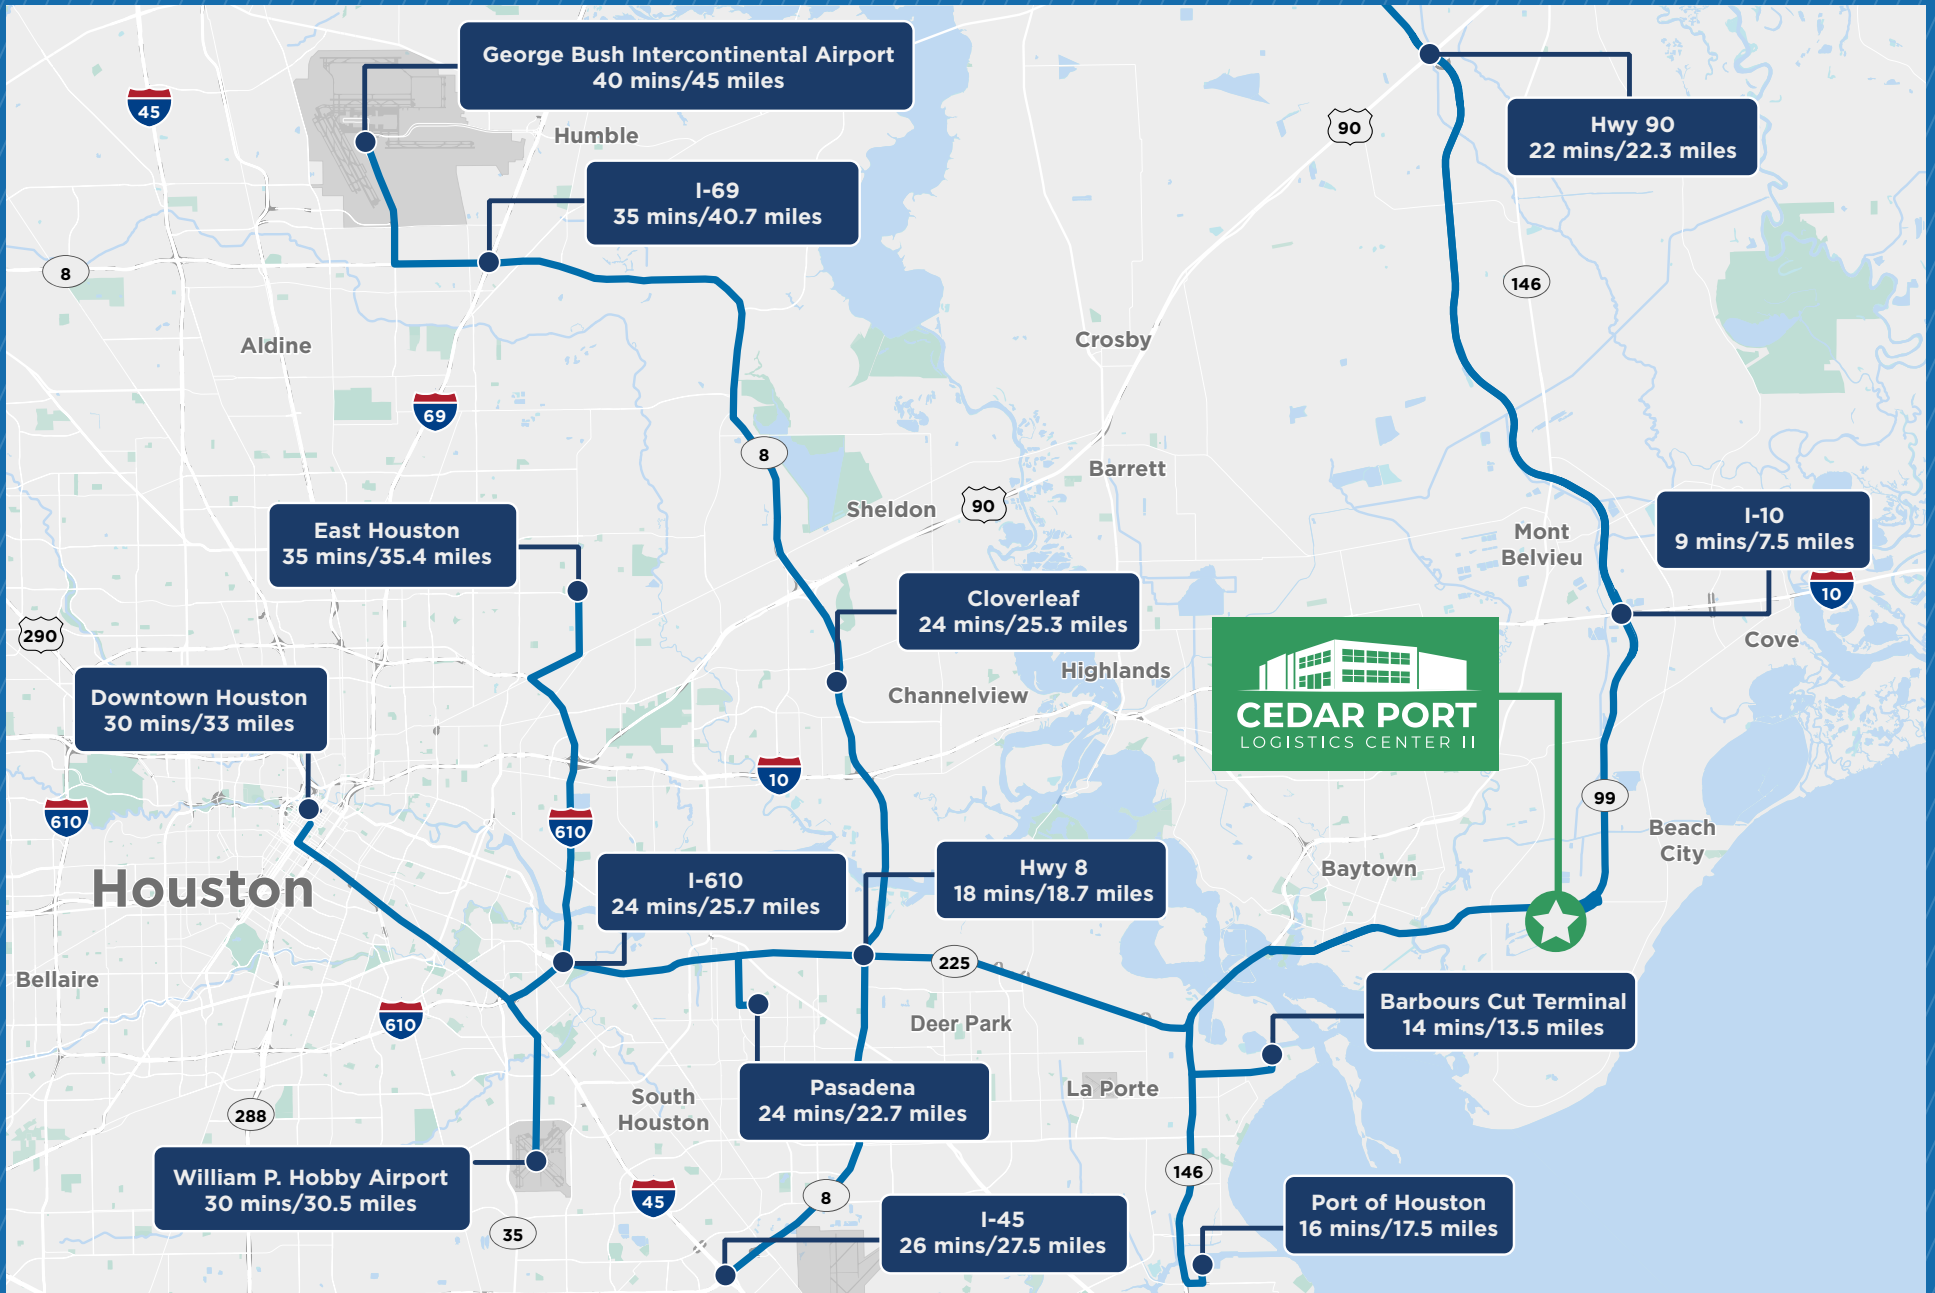 George Bush Intercontinental Airport
40 mins/45 miles
45
Humble
90
Hwy 90
22 mins/22.3 miles
I-69
35 mins/40.7 miles
8
146
Aldine
Crosby
69
8
Barrett
Sheldon
90
East Houston
35 mins/35.4 miles
Mont
Belvieu
I-10
9 mins/7.5 miles
10
Cloverleaf
24 mins/25.3 miles
290
Cove
Highlands
Channelview
Downtown Houston
30 mins/33 miles
CEDAR PORT
LOGISTICS CENTER II
10
99
610
610
Beach
City
Baytown
Houston
I-610
24 mins/25.7 miles
Hwy 8
18 mins/18.7 miles
225
Bellaire
Barbours Cut Terminal
14 mins/13.5 miles
610
Deer Park
La Porte
Pasadena
24 mins/22.7 miles
South
Houston
288
146
William P. Hobby Airport
30 mins/30.5 miles
45
8
Port of Houston
16 mins/17.5 miles
35
I-45
26 mins/27.5 miles